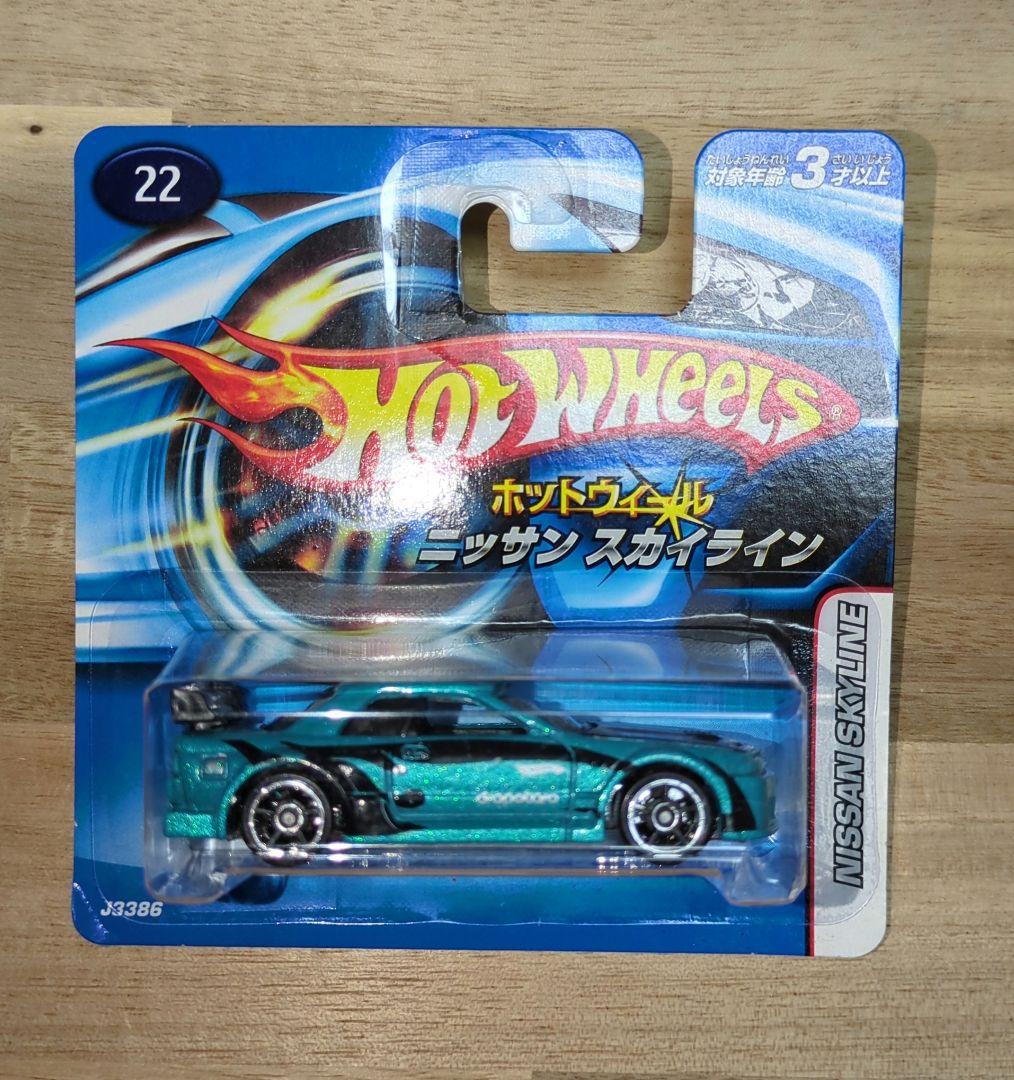 22
たいしょうねんれい さい いじょう
対象年齢 3 才以上
HOT WHEELS®
ホットウィール
ニッサン スカイライン
NISSAN SKYLINE
J3386